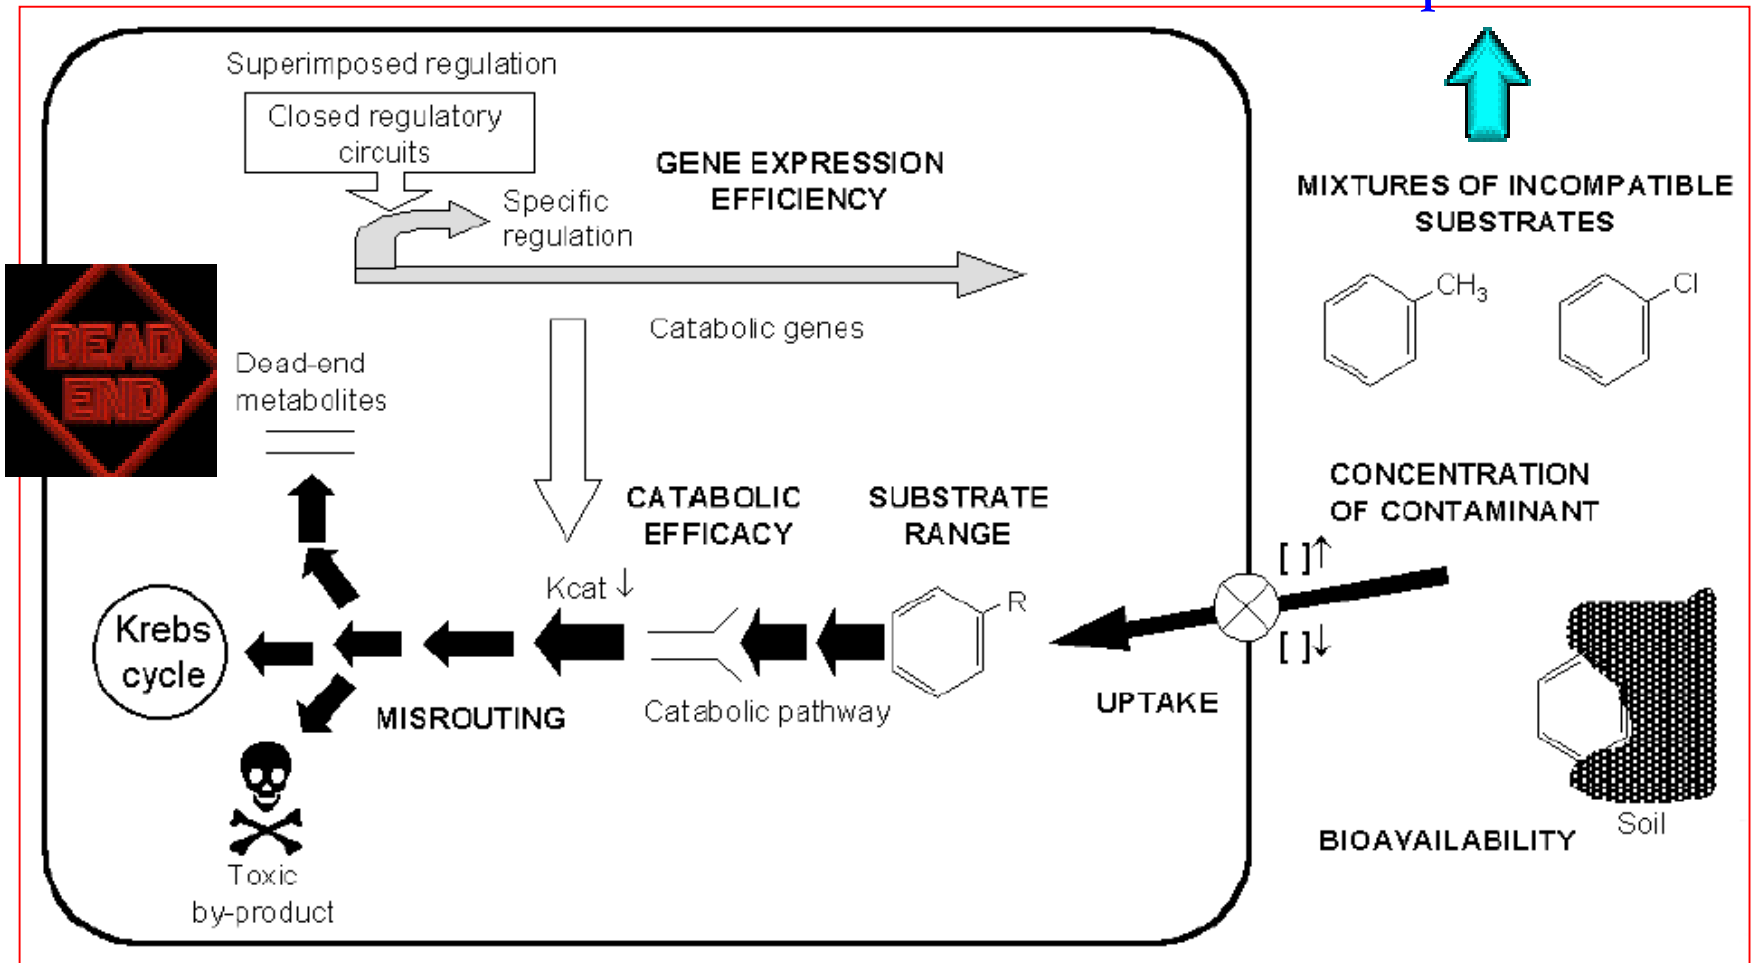 Superimposed regulation
Closed regulatory
circuits
GENE EXPRESSION
EFFICIENCY
Specific
regulation
Catabolic genes
MIXTURES OF INCOMPATIBLE
SUBSTRATES
CH3
Cl
DEAD
END
Dead-end
metabolites
CATABOLIC
EFFICACY
SUBSTRATE
RANGE
CONCENTRATION
OF CONTAMINANT
[ ]↑
[ ]↓
Kcat ↓
R
Krebs
cycle
MISROUTING
Catabolic pathway
UPTAKE
Toxic
by-product
BIOAVAILABILITY
Soil